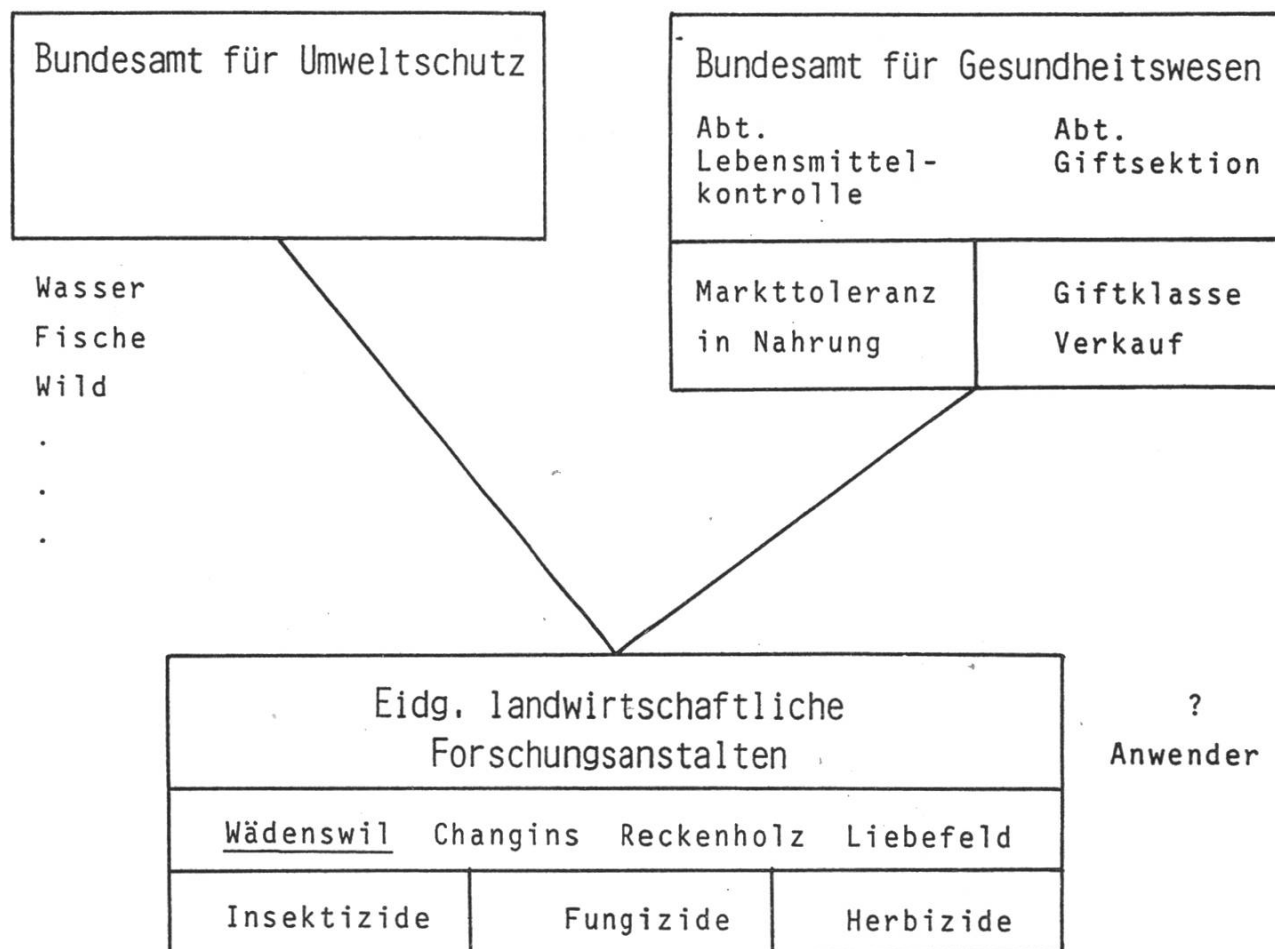 Bundesamt für Umweltschutz
Wasser
Fische
Wild
.
.
.
Bundesamt für Gesundheitswesen
Abt.
Lebensmittel-
kontrolle
Abt.
Giftsektion
Markttoleranz
in Nahrung
Giftklasse
Verkauf
Eidg. landwirtschaftliche
Forschungsanstalten
Wädenswil Changins Reckenholz Liebefeld
Insektizide Fungizide Herbizide
?
Anwender